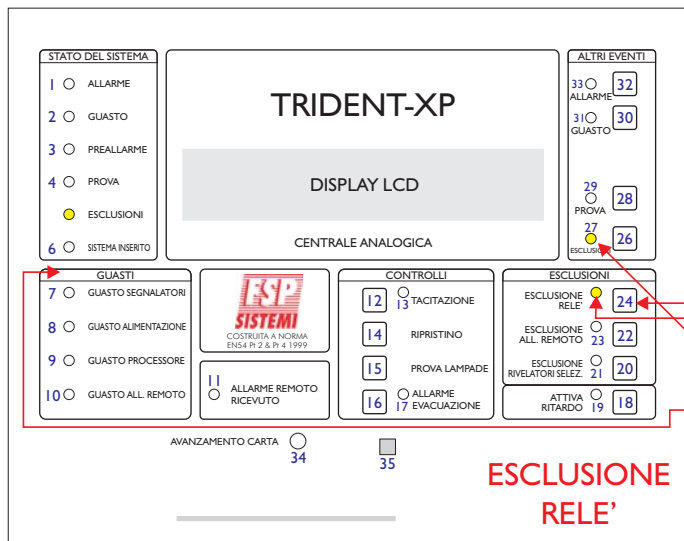 STATO DEL SISTEMA
1 ALLARME
2 GUASTO
3 PREALLARME
4 PROVA
ESCLUSIONI
6 SISTEMA INSERITO
TRIDENT-XP
DISPLAY LCD
CENTRALE ANALOGICA
ALTRI EVENTI
33 32
ALLARME
31 30
GUASTO
29
28
PROVA
27
26
ESCLUSIONI
GUASTI
7 GUASTO SEGNALATORI
8 GUASTO ALIMENTAZIONE
9 GUASTO PROCESSORE
10 GUASTO ALL. REMOTO
ESP
SISTEMI
COSTRUITA A NORMA
EN54 Pt 2 & Pt 4 1999
11 ALLARME REMOTO
RICEVUTO
CONTROLLI
12 13 TACITAZIONE
14 RIPRISTINO
15 PROVA LAMPADE
16 17 ALLARME
EVACUAZIONE
ESCLUSIONI
ESCLUSIONE
RELE' 24
ESCLUSIONE
ALL. REMOTO 23 22
ESCLUSIONE
RIVELATORI SELEZ. 21 20
ATTIVA
RITARDO 19 18
AVANZAMENTO CARTA
34 35
ESCLUSIONE
RELE'